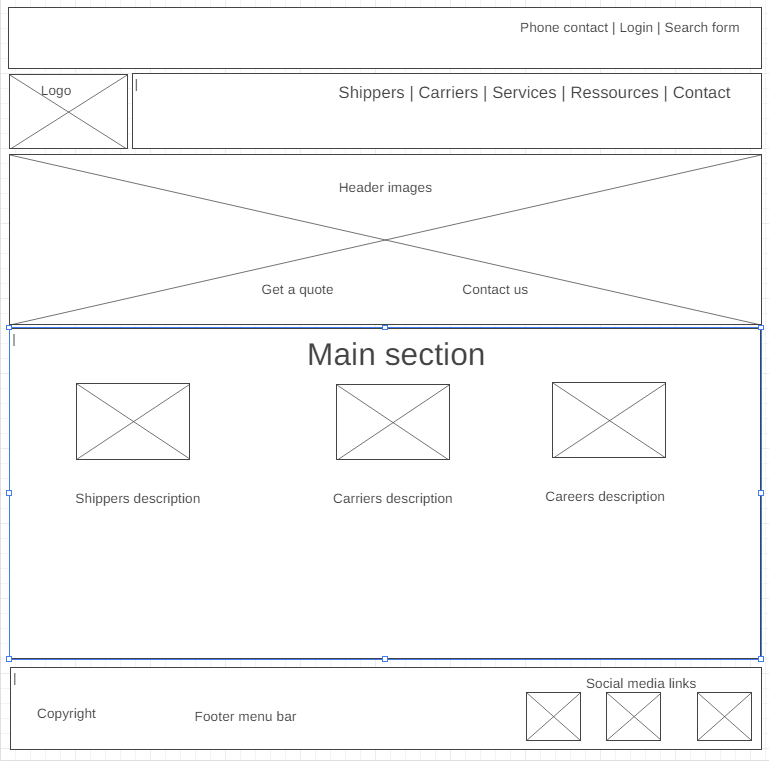 Phone contact | Login | Search form
Logo
Shippers | Carriers | Services | Ressources | Contact
Header images
Get a quote
Contact us
Main section
Shippers description
Carriers description
Careers description
Social media links
Copyright
Footer menu bar